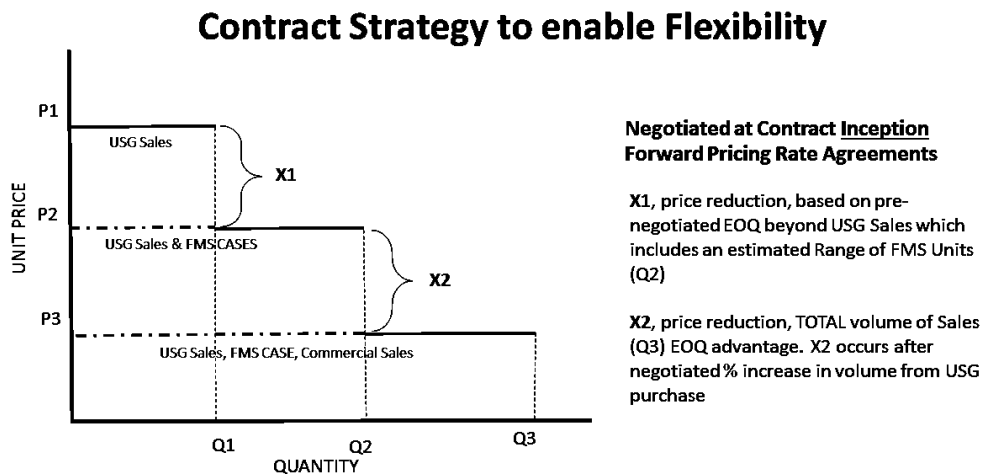 Contract Strategy to enable Flexibility
P1
USG Sales
X1
P2
USG Sales & FMS CASES
X2
P3
USG Sales, FMS CASE, Commercial Sales
UNIT PRICE
Q1
Q2
Q3
QUANTITY
Negotiated at Contract Inception
Forward Pricing Rate Agreements
X1, price reduction, based on pre-
negotiated EOQ beyond USG Sales which
includes an estimated Range of FMS Units
(Q2)
X2, price reduction, TOTAL volume of Sales
(Q3) EOQ advantage. X2 occurs after
negotiated % increase in volume from USG
purchase